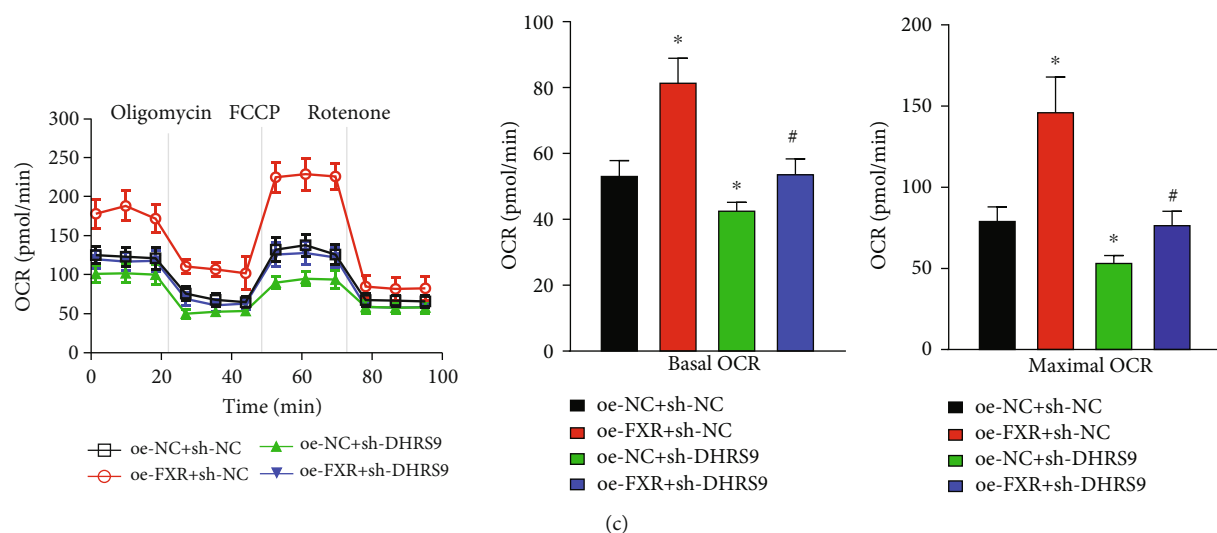 Oligomycin FCCP Rotenone
OCR (pmol/min)
300
250
200
150
100
50
0
0 20 40 60 80 100
Time (min)
oe-NC+sh-NC
oe-FXR+sh-NC
oe-NC+sh-DHRS9
oe-FXR+sh-DHRS9
OCR (pmol/min)
100
80
60
40
20
0
*
*
#
Basal OCR
oe-NC+sh-NC
oe-FXR+sh-NC
oe-NC+sh-DHRS9
oe-FXR+sh-DHRS9
OCR (pmol/min)
200
150
100
50
0
*
*
#
Maximal OCR
oe-NC+sh-NC
oe-FXR+sh-NC
oe-NC+sh-DHRS9
oe-FXR+sh-DHRS9
(c)